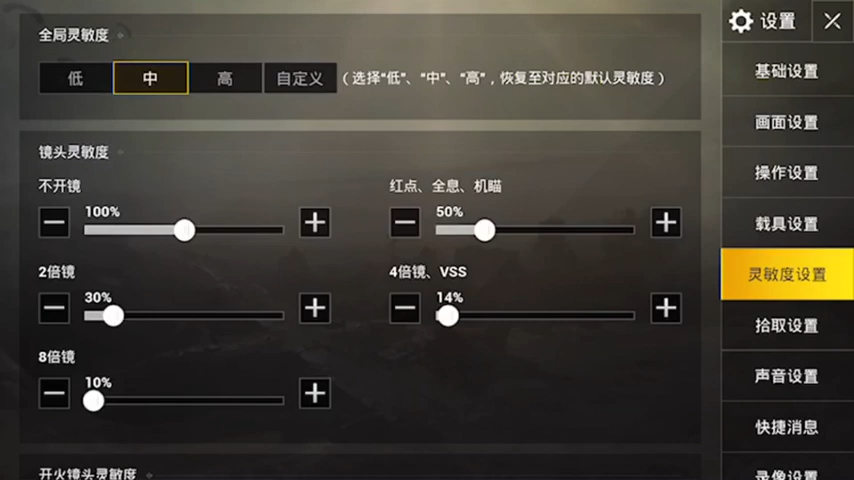 全局灵敏度
低 中 高 自定义 （选择“低”、“中”、“高”，恢复至对应的默认灵敏度）
镜头灵敏度
不开镜 红点、全息、机瞄
100% 50%
2倍镜 4倍镜、VSS
30% 14%
8倍镜
10%
开火镜头灵敏度
设置
基础设置
画面设置
操作设置
载具设置
灵敏度设置
拾取设置
声音设置
快捷消息
录像设置